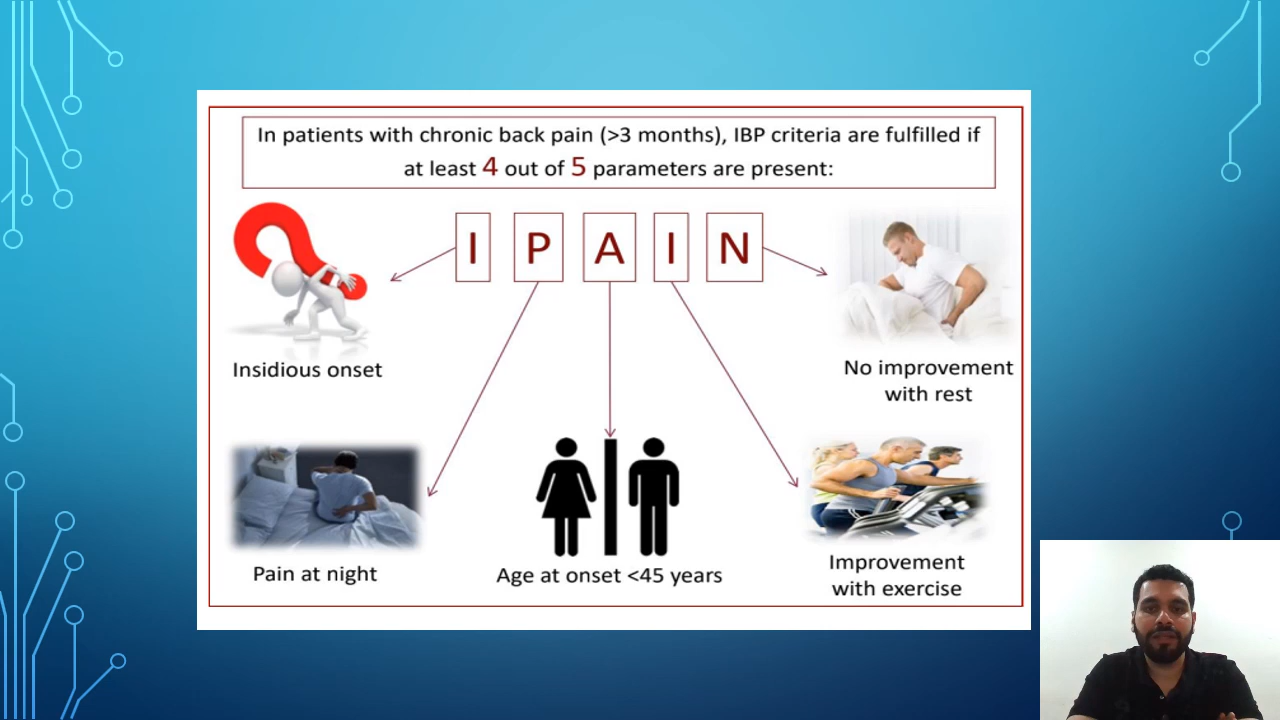 In patients with chronic back pain (>3 months), IBP criteria are fulfilled if
at least 4 out of 5 parameters are present:
I P A I N
Insidious onset
No improvement
with rest
Pain at night
Age at onset <45 years
Improvement
with exercise